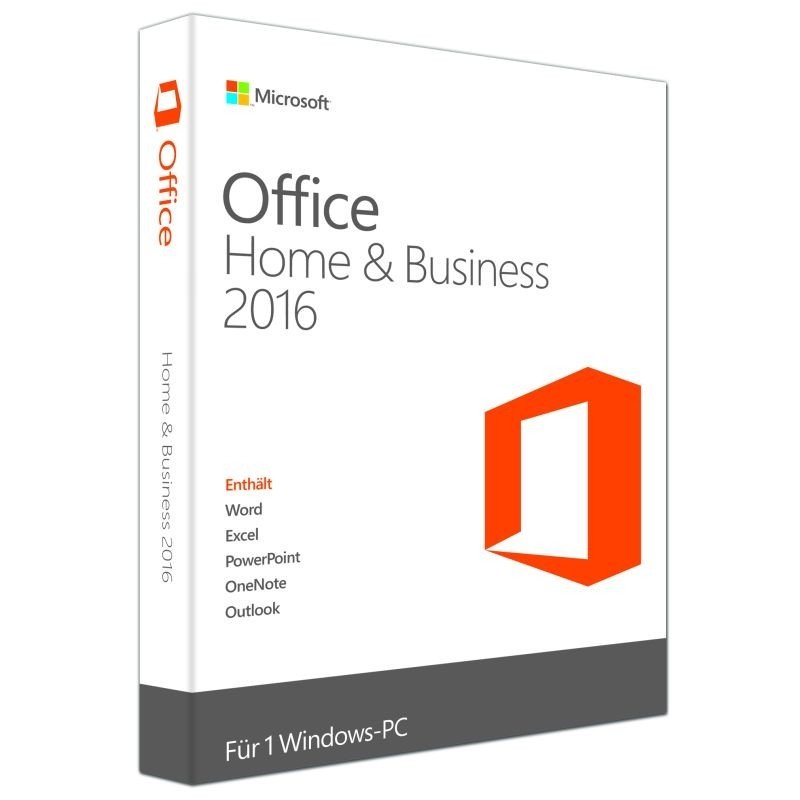 Office
Home & Business 2016
Microsoft
Office
Home & Business
2016
Enthält
Word
Excel
PowerPoint
OneNote
Outlook
Für 1 Windows-PC